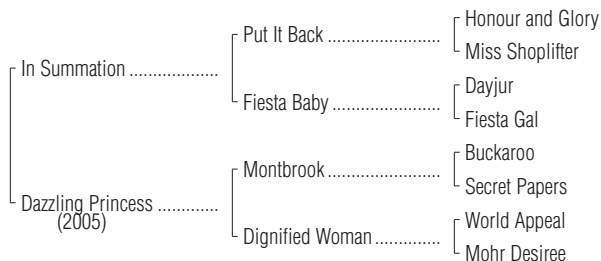 Honour and Glory
Put It Back ........................
Miss Shoplifter
In Summation ...................
Dayjur
Fiesta Baby .......................
Fiesta Gal
Buckaroo
Montbrook ........................
Secret Papers
Dazzling Princess .............
(2005)
World Appeal
Dignified Woman ..............
Mohr Desiree